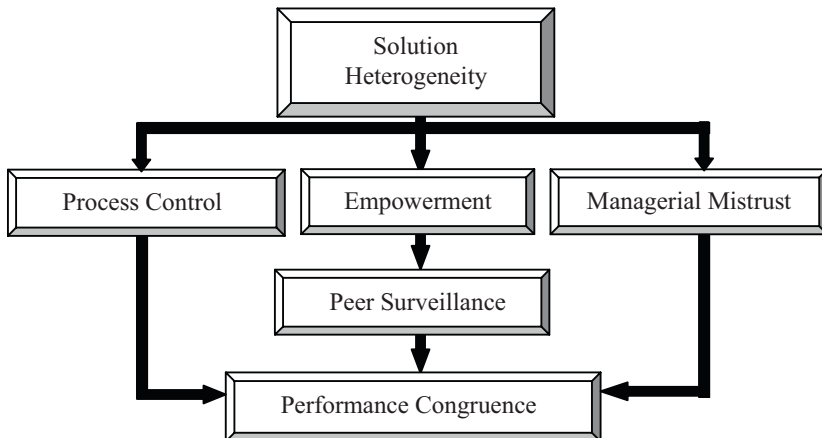 Solution
Heterogeneity
Process Control
Empowerment
Managerial Mistrust
Peer Surveillance
Performance Congruence